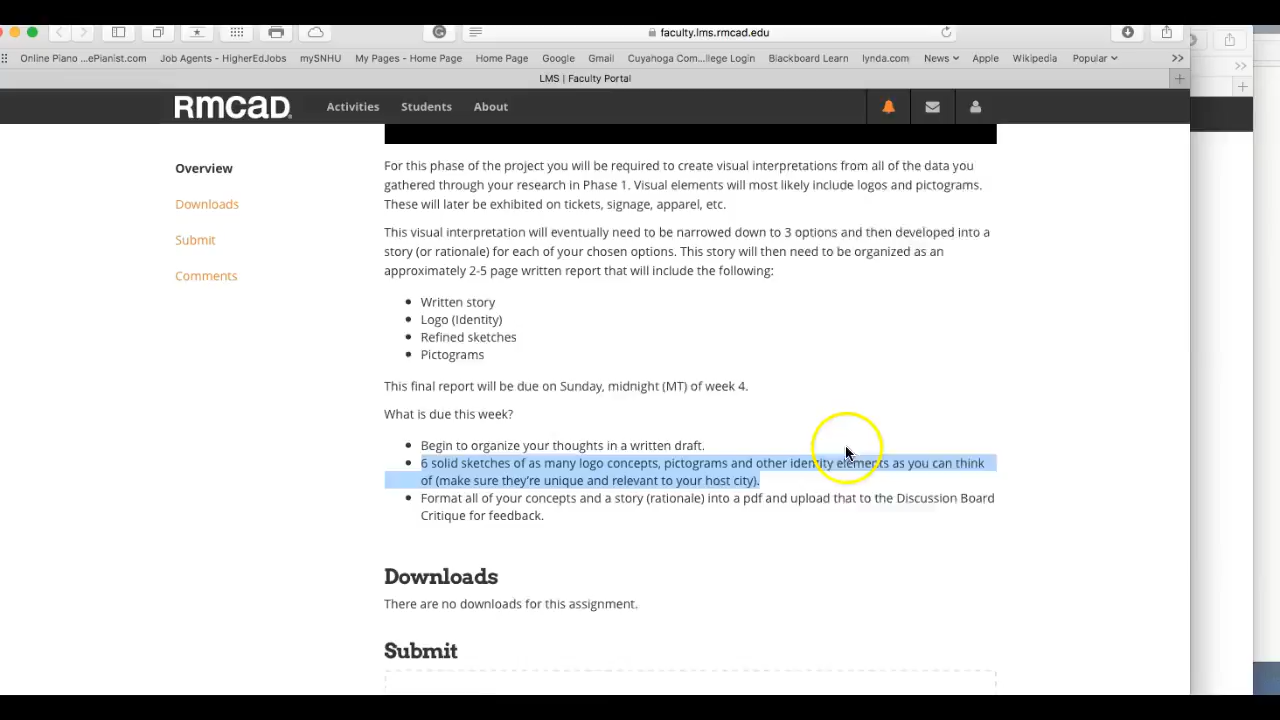 faculty.lms.rmcad.edu
Online Piano ...ePianist.com Job Agents - HigherEdJobs mySNHU My Pages - Home Page Home Page Google Gmail Cuyahoga Com...llege Login Blackboard Learn lynda.com News Apple Wikipedia Popular
LMS | Faculty Portal
RMCAD Activities Students About
Overview
Downloads
Submit
Comments
For this phase of the project you will be required to create visual interpretations from all of the data you
gathered through your research in Phase 1. Visual elements will most likely include logos and pictograms.
These will later be exhibited on tickets, signage, apparel, etc.
This visual interpretation will eventually need to be narrowed down to 3 options and then developed into a
story (or rationale) for each of your chosen options. This story will then need to be organized as an
approximately 2-5 page written report that will include the following:
• Written story
• Logo (Identity)
• Refined sketches
• Pictograms
This final report will be due on Sunday, midnight (MT) of week 4.
What is due this week?
• Begin to organize your thoughts in a written draft.
• 6 solid sketches of as many logo concepts, pictograms and other identity elements as you can think
of (make sure they're unique and relevant to your host city).
• Format all of your concepts and a story (rationale) into a pdf and upload that to the Discussion Board
Critique for feedback.
Downloads
There are no downloads for this assignment.
Submit